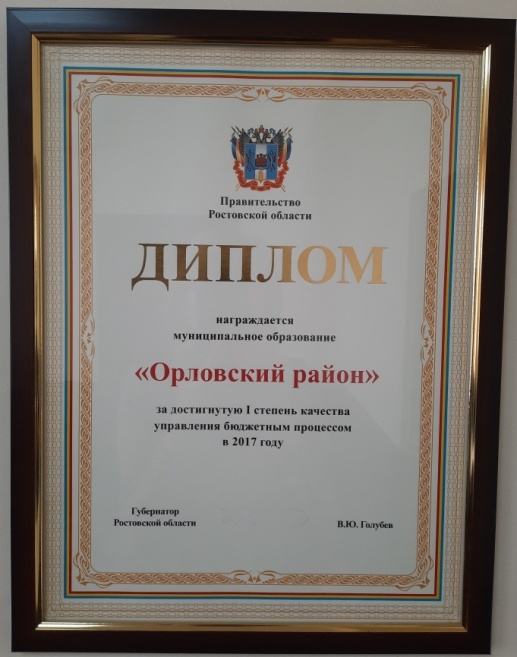 Правительство
Ростовской области
ДИПЛОМ
награждается
муниципальное образование
«Орловский район»
за достигнутую I степень качества
управления бюджетным процессом
в 2017 году
Губернатор
Ростовской области
В.Ю. Голубев